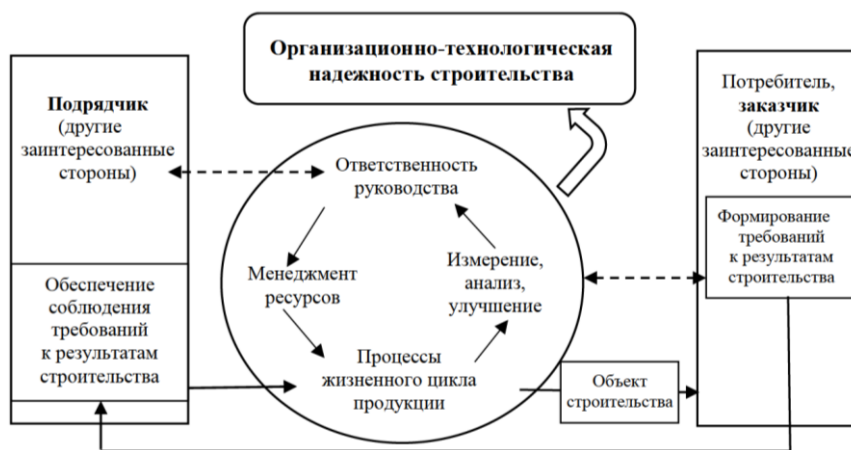 Организационно-технологическая
надежность строительства
Подрядчик
(другие
заинтересованные
стороны)
Обеспечение
соблюдения
требований
к результатам
строительства
Ответственность
руководства
Менеджмент
ресурсов
Измерение,
анализ,
улучшение
Процессы
жизненного цикла
продукции
Объект
строительства
Потребитель,
заказчик
(другие
заинтересованные
стороны)
Формирование
требований
к результатам
строительства